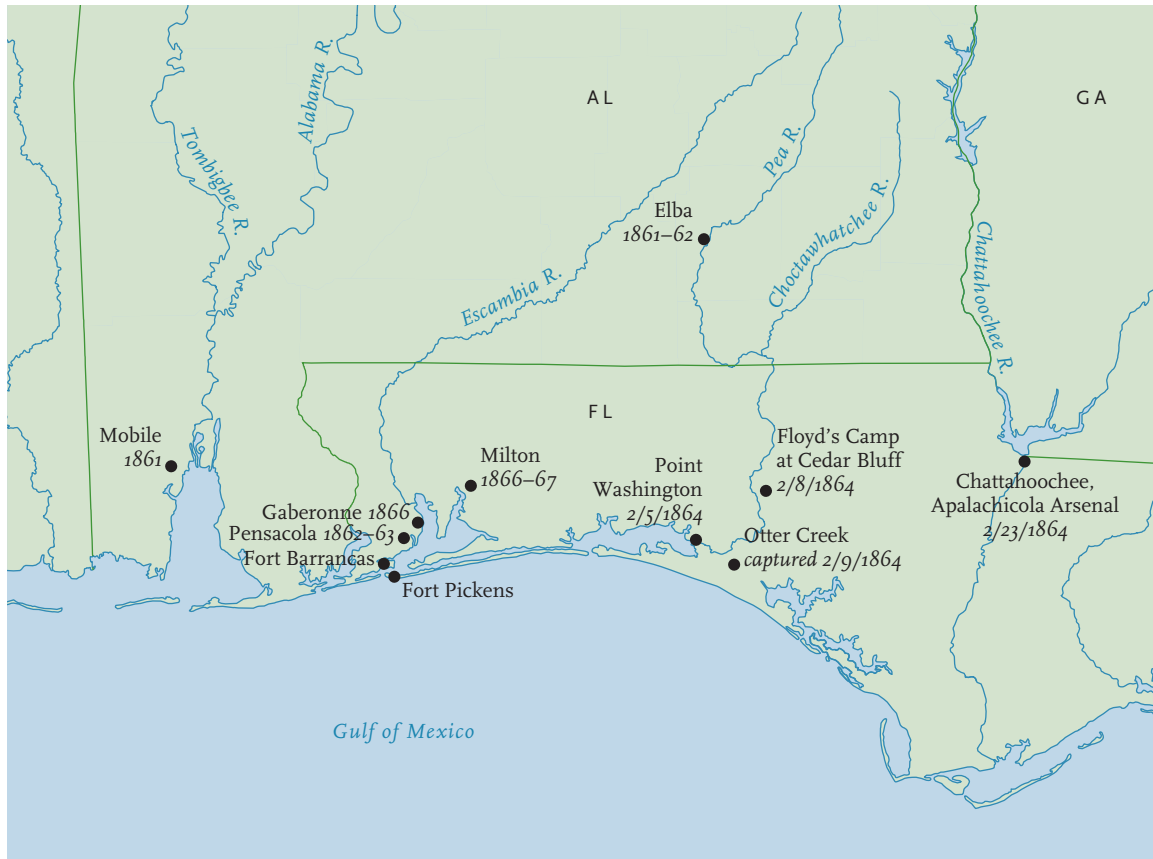 Tombigbee R.
Alabama R.
AL
GA
Pea R.
Elba
1861–62
Choctawhatchee R.
Chattahoochee R.
Escambia R.
FL
Mobile
1861
Milton
1866–67
Point
Washington
2/5/1864
Floyd’s Camp
at Cedar Bluff
2/8/1864
Chattahoochee,
Apalachicola Arsenal
2/23/1864
Gaberonne 1866
Pensacola 1862–63
Fort Barrancas
Fort Pickens
Otter Creek
captured 2/9/1864
Gulf of Mexico